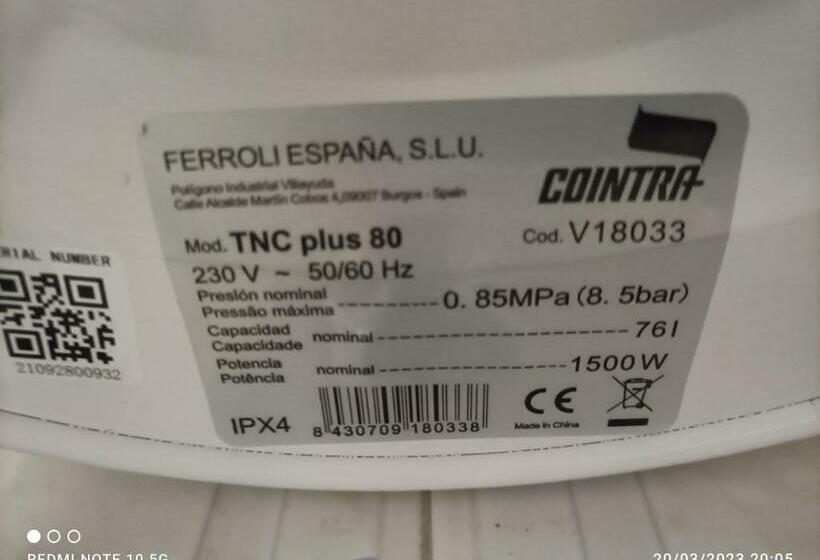 FERROLI ESPAÑA, S.L.U.
Polígono Industrial Villayuda
Calle Alcalde Martín Cobos 4,09007 Burgos - Spain
COINTRA
Mod. TNC plus 80
Cod. V18033
230 V ~ 50/60 Hz
Presión nominal
Pressão máxima
0. 85MPa (8. 5bar)
Capacidad
Capacidade
nominal
76l
Potencia
Potência
nominal
1500W
IPX4
8 430709 180338
CE
Made in China
RIAL NUMBER
21092800932
REDMI NOTE 10 5G
20/03/2023 20:05